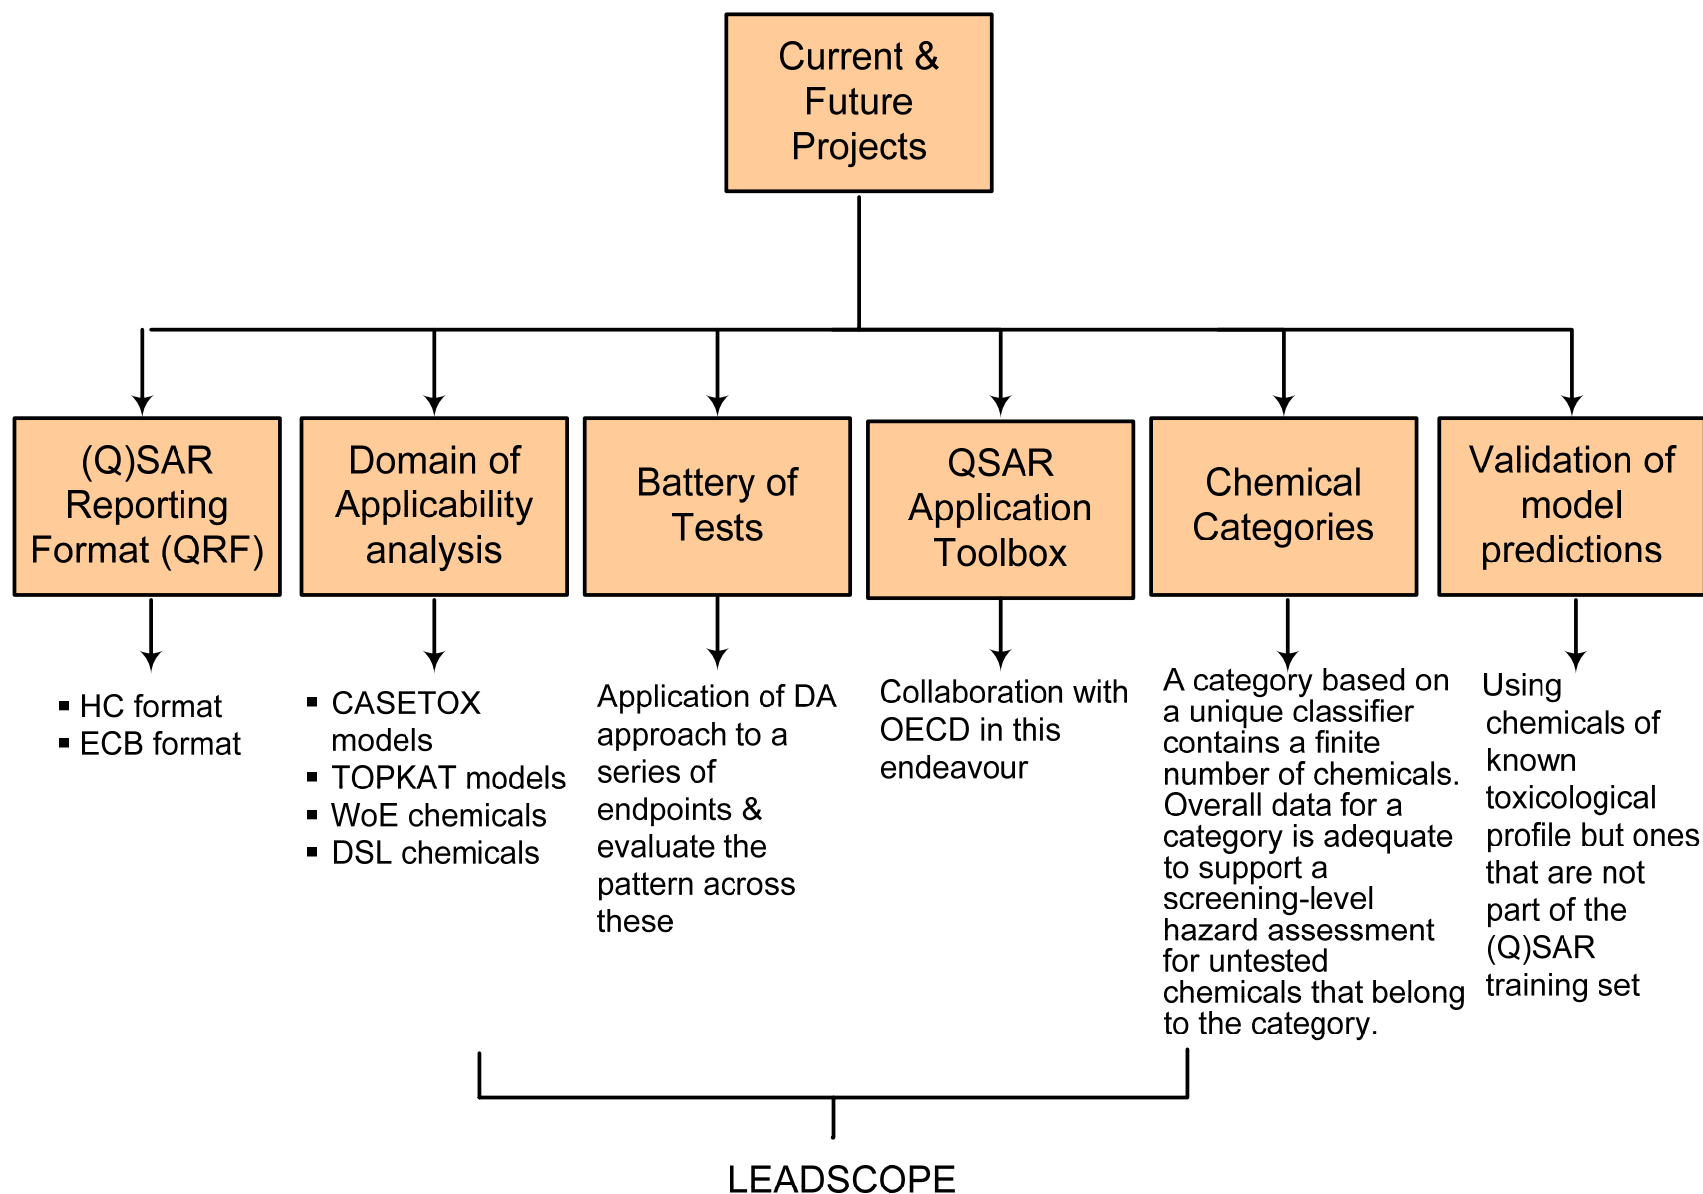 Current &
Future
Projects
(Q)SAR
Reporting
Format (QRF)
Domain of
Applicability
analysis
Battery of
Tests
QSAR
Application
Toolbox
Chemical
Categories
Validation of
model
predictions
▪ HC format
▪ ECB format
▪ CASETOX
models
▪ TOPKAT models
▪ WoE chemicals
▪ DSL chemicals
Application of DA
approach to a
series of
endpoints &
evaluate the
pattern across
these
Collaboration with
OECD in this
endeavour
A category based on
a unique classifier
contains a finite
number of chemicals.
Overall data for a
category is adequate
to support a
screening-level
hazard assessment
for untested
chemicals that belong
to the category.
Using
chemicals of
known
toxicological
profile but ones
that are not
part of the
(Q)SAR
training set
LEADSCOPE